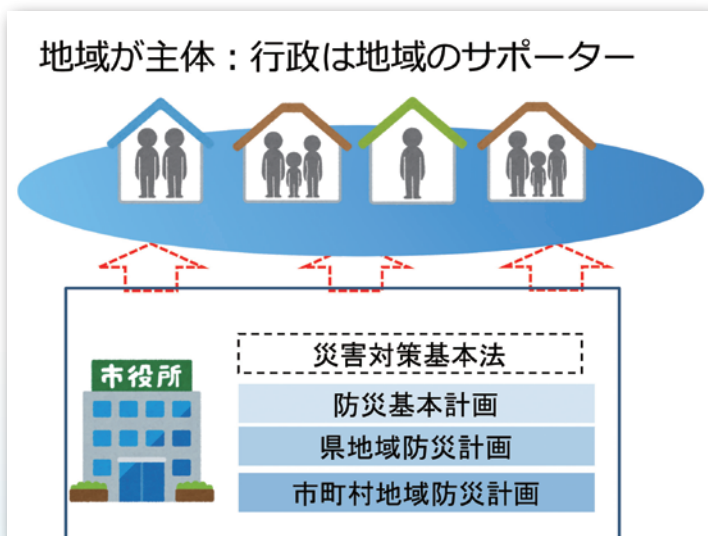 地域が主体：行政は地域のサポーター
災害対策基本法
市役所
防災基本計画
県地域防災計画
市町村地域防災計画